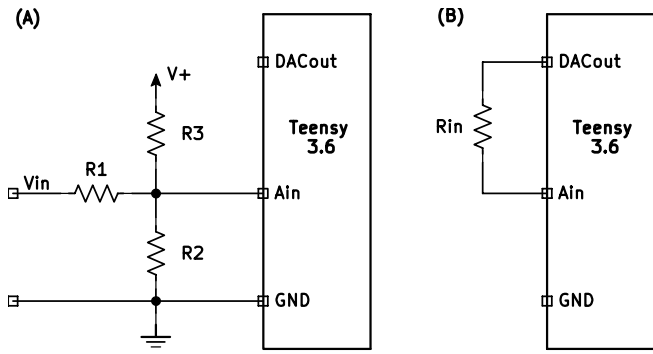 (A)
DACout
V+
R3
Teensy
3.6
Vin
R1
Ain
R2
GND
(B)
DACout
Rin
Teensy
3.6
Ain
GND